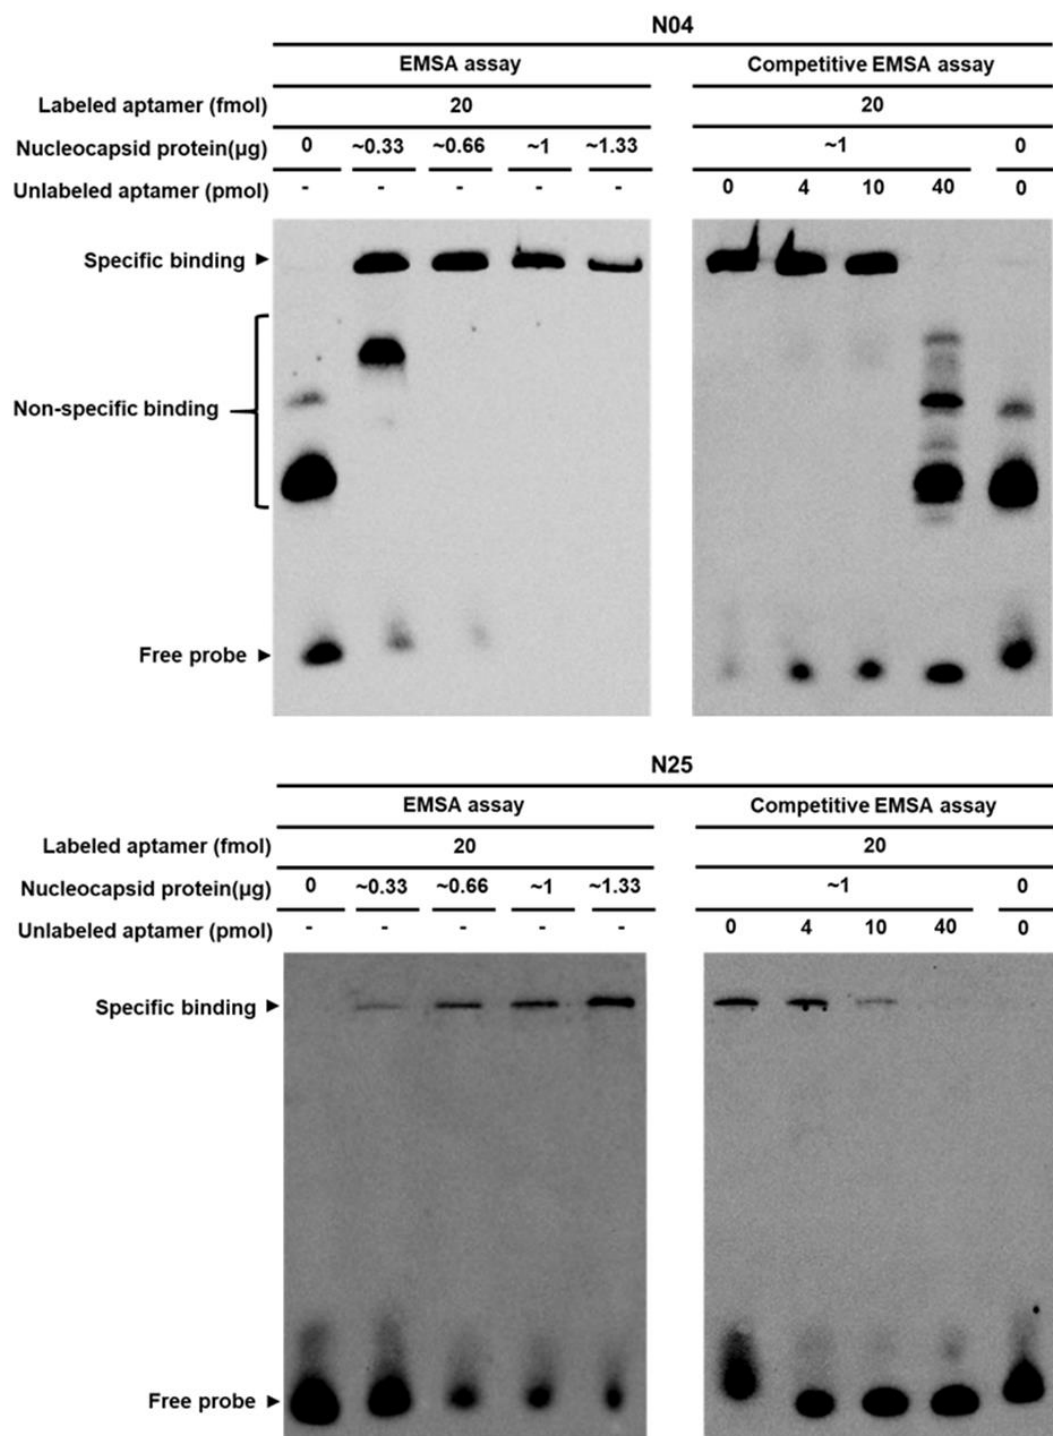 N04
EMSA assay Competitive EMSA assay
Labeled aptamer (fmol) 20 20
Nucleocapsid protein(μg) 0 ~0.33 ~0.66 ~1 ~1.33 ~1 0
Unlabeled aptamer (pmol) - - - - - 0 4 10 40 0
Specific binding
Non-specific binding
Free probe
N25
EMSA assay Competitive EMSA assay
Labeled aptamer (fmol) 20 20
Nucleocapsid protein(μg) 0 ~0.33 ~0.66 ~1 ~1.33 ~1 0
Unlabeled aptamer (pmol) - - - - - 0 4 10 40 0
Specific binding
Free probe